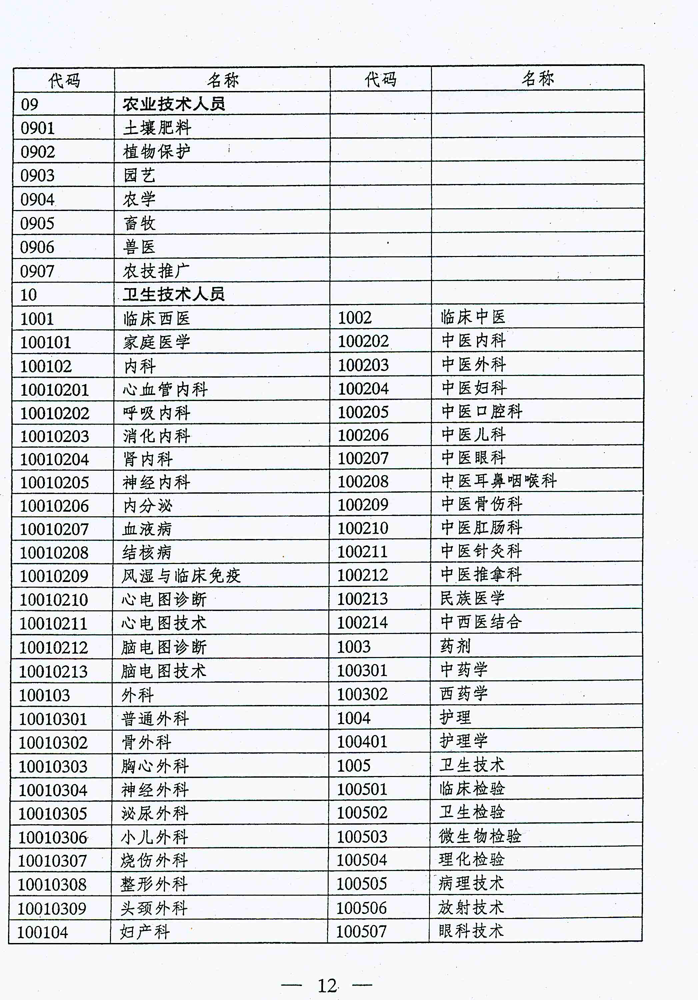 代码 名称 代码 名称
09 农业技术人员
0901 土壤肥料
0902 植物保护
0903 园艺
0904 农学
0905 畜牧
0906 兽医
0907 农技推广
10 卫生技术人员
1001 临床西医 1002 临床中医
100101 家庭医学 100202 中医内科
100102 内科 100203 中医外科
10010201 心血管内科 100204 中医妇科
10010202 呼吸内科 100205 中医口腔科
10010203 消化内科 100206 中医儿科
10010204 肾内科 100207 中医眼科
10010205 神经内科 100208 中医耳鼻咽喉科
10010206 内分泌 100209 中医骨伤科
10010207 血液病 100210 中医肛肠科
10010208 结核病 100211 中医针灸科
10010209 风湿与临床免疫 100212 中医推拿科
10010210 心电图诊断 100213 民族医学
10010211 心电图技术 100214 中西医结合
10010212 脑电图诊断 1003 药剂
10010213 脑电图技术 100301 中药学
100103 外科 100302 西药学
10010301 普通外科 1004 护理
10010302 骨外科 100401 护理学
10010303 胸心外科 1005 卫生技术
10010304 神经外科 100501 临床检验
10010305 泌尿外科 100502 卫生检验
10010306 小儿外科 100503 微生物检验
10010307 烧伤外科 100504 理化检验
10010308 整形外科 100505 病理技术
10010309 头颈外科 100506 放射技术
100104 妇产科 100507 眼科技术
— 12 —